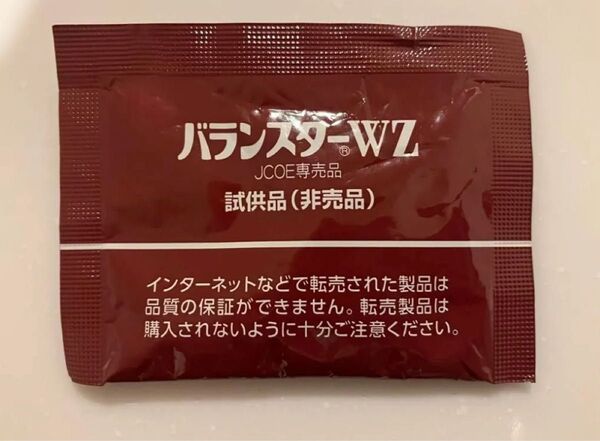 バランスター®WZ
JCOE専売品
試供品(非売品)
インターネットなどで転売された製品は
品質の保証ができません。転売製品は
購入されないように十分ご注意ください。